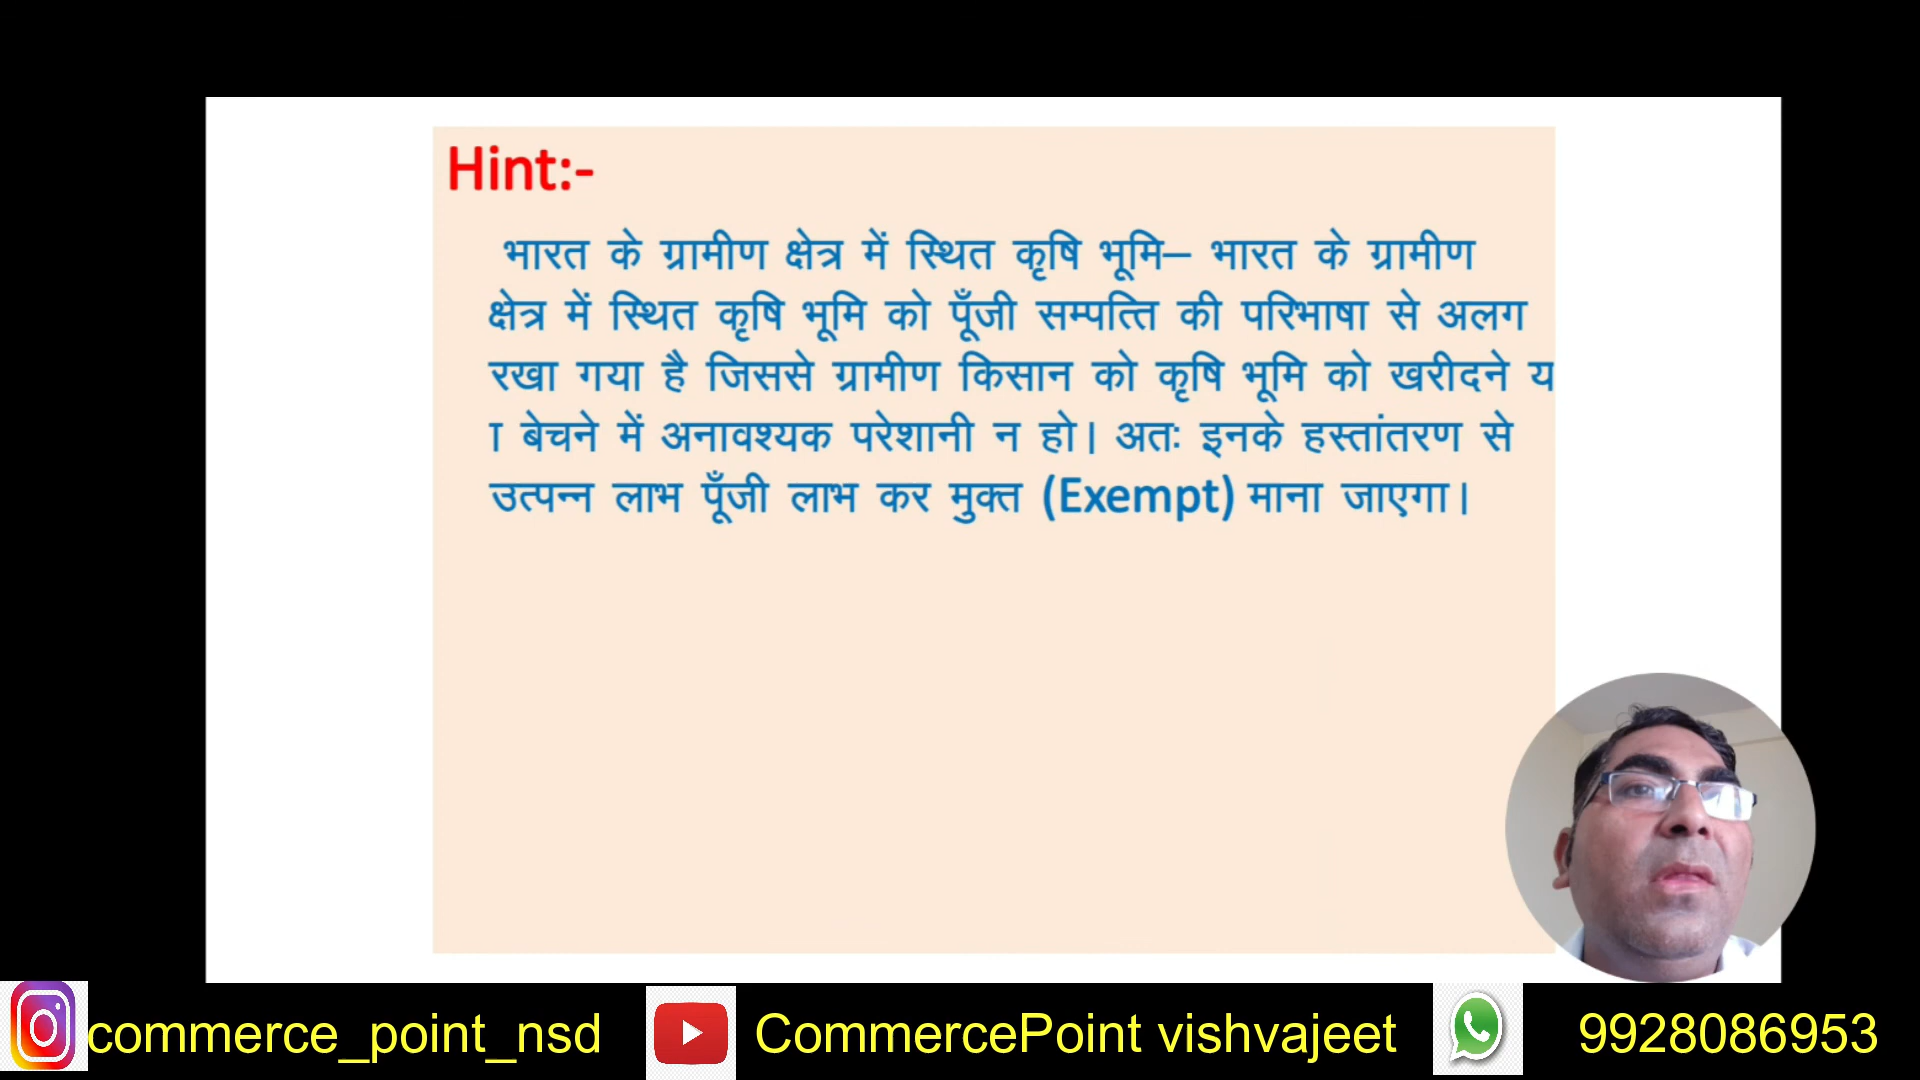 Hint:-
भारत के ग्रामीण क्षेत्र में स्थित कृषि भूमि– भारत के ग्रामीण
क्षेत्र में स्थित कृषि भूमि को पूँजी सम्पत्ति की परिभाषा से अलग
रखा गया है जिससे ग्रामीण किसान को कृषि भूमि को खरीदने य
ा बेचने में अनावश्यक परेशानी न हो। अतः इनके हस्तांतरण से
उत्पन्न लाभ पूँजी लाभ कर मुक्त (Exempt) माना जाएगा।
commerce_point_nsd CommercePoint vishvajeet 9928086953